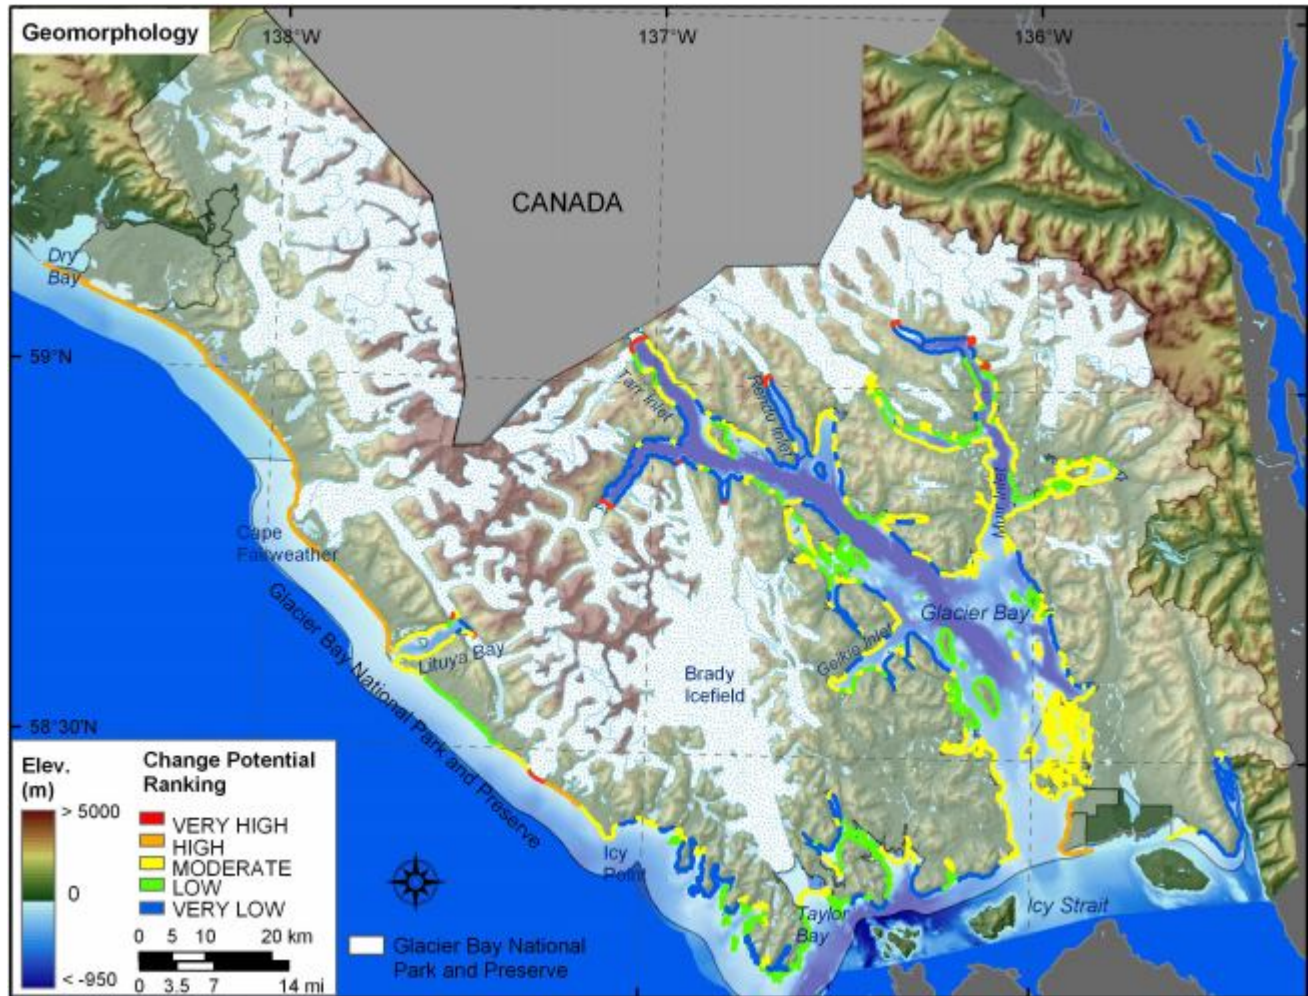 Geomorphology
138°W
137°W
136°W
CANADA
Dry
Bay
59°N
Tarr Inlet
Rendu Inlet
Muir Inlet
Cape
Fairweather
Glacier Bay
Lituya Bay
Geikie Inlet
Brady
Icefield
Glacier Bay National Park and Preserve
58°30'N
Icy
Point
Taylor
Bay
Icy Strait
Elev.
(m)
> 5000
0
< -950
Change Potential
Ranking
VERY HIGH
HIGH
MODERATE
LOW
VERY LOW
0 5 10 20 km
0 3.5 7 14 mi
Glacier Bay National
Park and Preserve